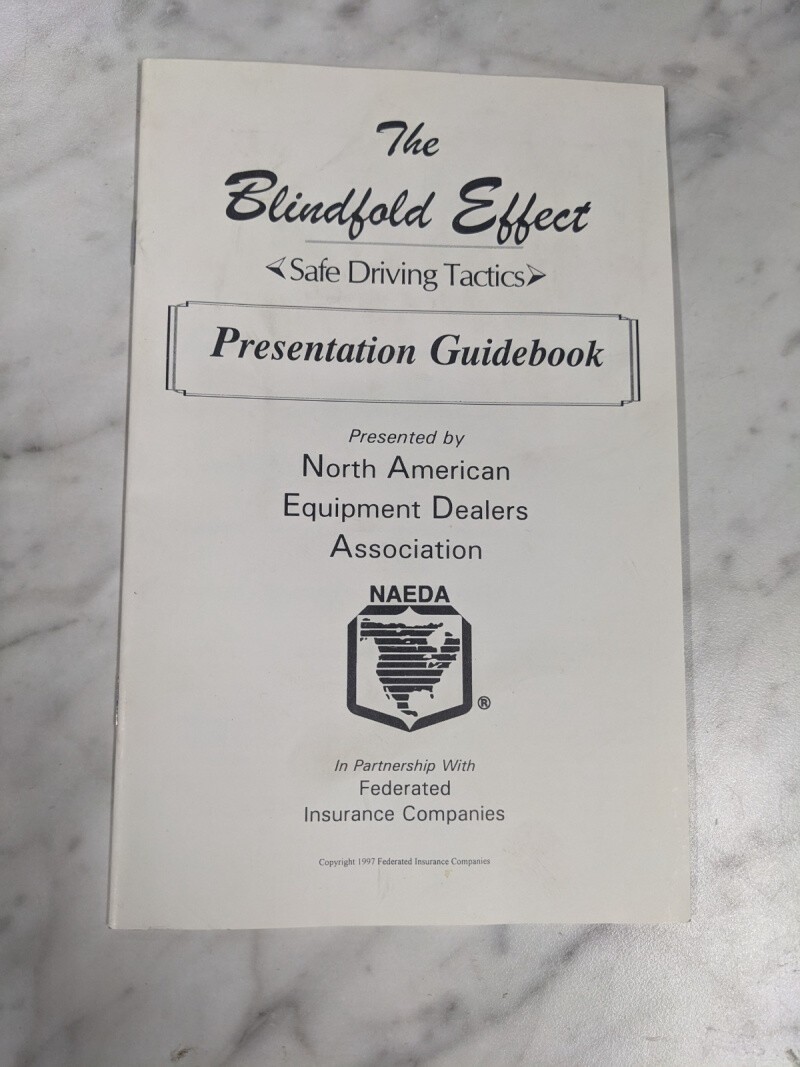 The
Blindfold Effect
Safe Driving Tactics
Presentation Guidebook
Presented by
North American
Equipment Dealers
Association
NAEDA
®
In Partnership With
Federated
Insurance Companies
Copyright 1997 Federated Insurance Companies